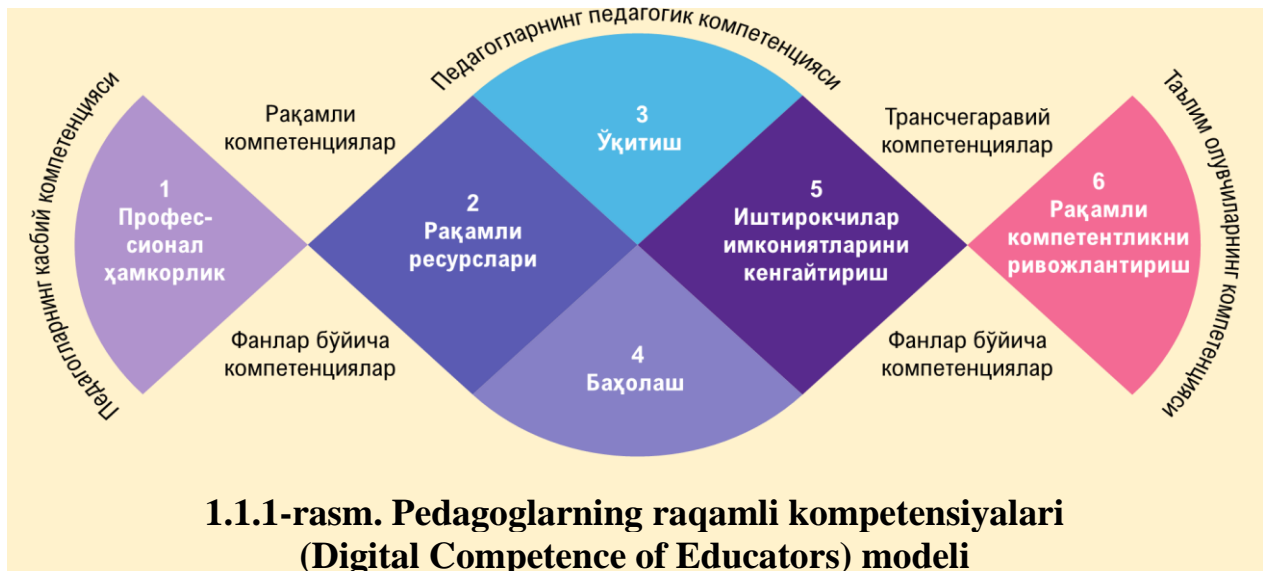 Педагогларнинг касбий компетенцияси
Педагогларнинг педагогик компетенцияси
Таълим олувчиларнинг компетенцияси
Рақамли
компетенциялар
Трансчегаравий
компетенциялар
1
Профес-
сионал
ҳамкорлик
2
Рақамли
ресурслари
3
Ўқитиш
4
Баҳолаш
5
Иштирокчилар
имкониятларини
кенгайтириш
6
Рақамли
компетентликни
ривожлантириш
Фанлар бўйича
компетенциялар
Фанлар бўйича
компетенциялар
1.1.1-rasm. Pedagoglarning raqamli kompetensiyalari
(Digital Competence of Educators) modeli